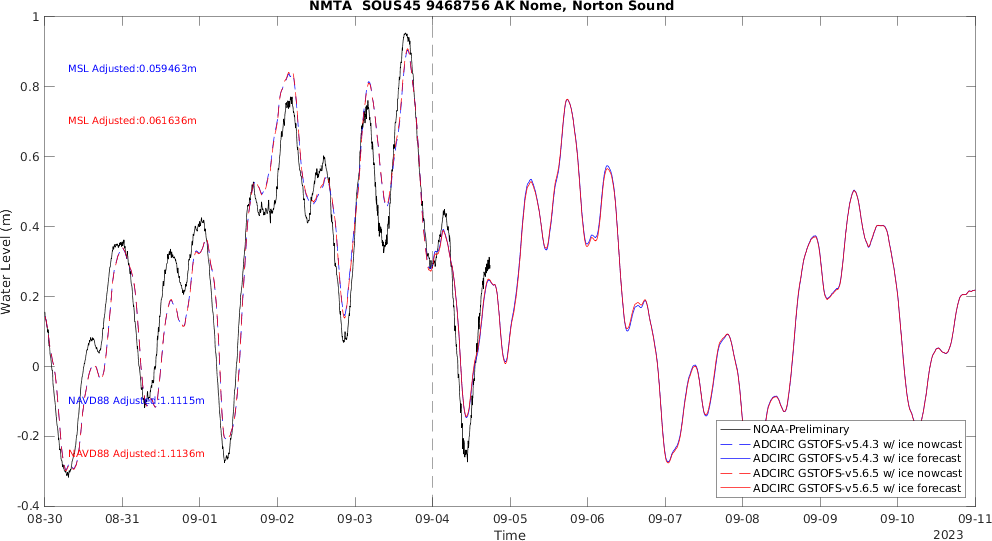 NMTA SOUS45 9468756 AK Nome, Norton Sound
1
0.8
0.6
0.4
0.2
0
-0.2
-0.4
Water Level (m)
MSL Adjusted:0.059463m
MSL Adjusted:0.061636m
NAVD88 Adjusted:1.1115m
NAVD88 Adjusted:1.1136m
NOAA-Preliminary
ADCIRC GSTOFS-v5.4.3 w/ ice nowcast
ADCIRC GSTOFS-v5.4.3 w/ ice forecast
ADCIRC GSTOFS-v5.6.5 w/ ice nowcast
ADCIRC GSTOFS-v5.6.5 w/ ice forecast
08-30 08-31 09-01 09-02 09-03 09-04 09-05 09-06 09-07 09-08 09-09 09-10 09-11
Time
2023